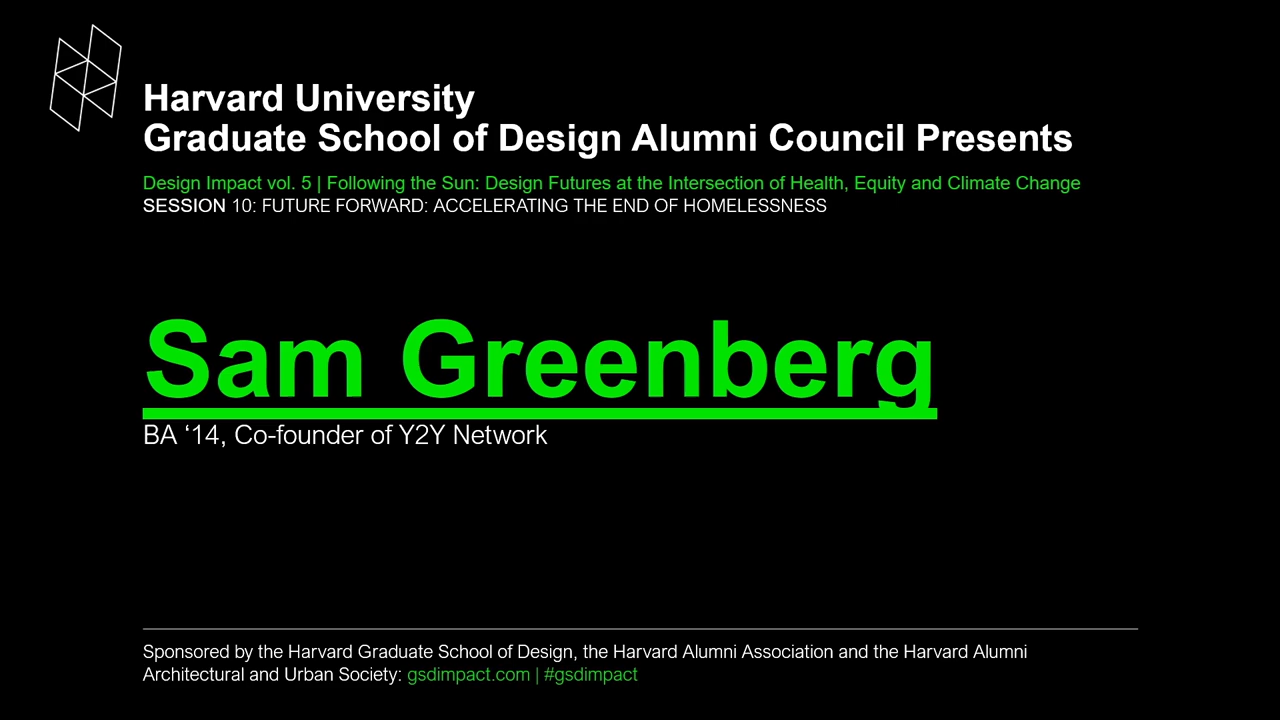 Harvard University
Graduate School of Design Alumni Council Presents
Design Impact vol. 5 | Following the Sun: Design Futures at the Intersection of Health, Equity and Climate Change
SESSION 10: FUTURE FORWARD: ACCELERATING THE END OF HOMELESSNESS
Sam Greenberg
BA ‘14, Co-founder of Y2Y Network
Sponsored by the Harvard Graduate School of Design, the Harvard Alumni Association and the Harvard Alumni
Architectural and Urban Society: gsdimpact.com | #gsdimpact